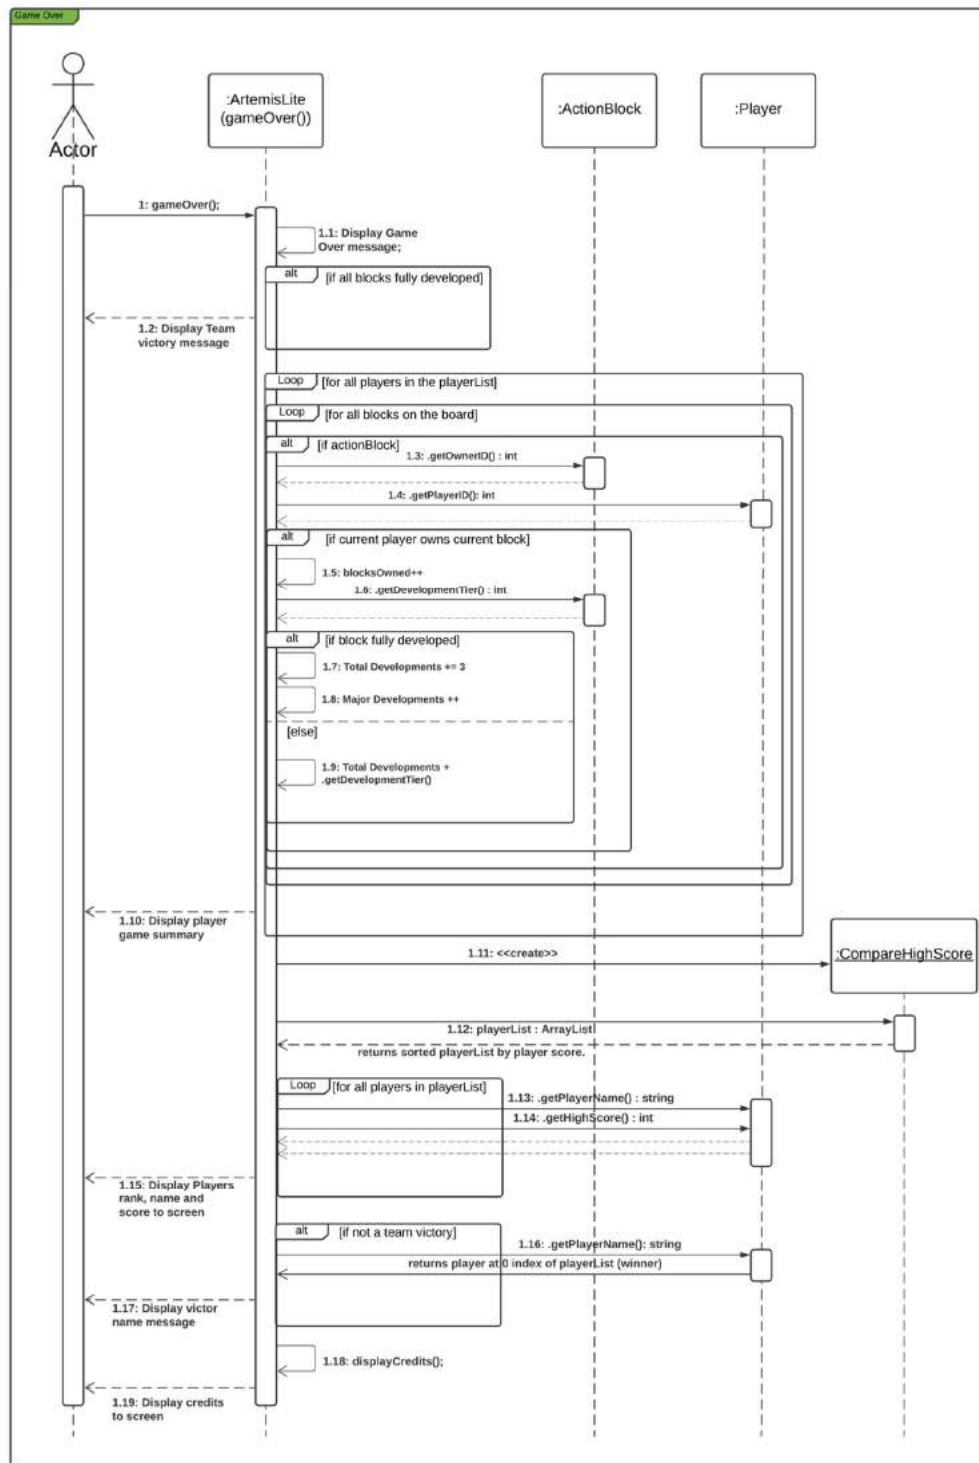 Game Over
Actor
:ArtemisLite
(gameOver())
:ActionBlock
:Player
1: gameOver();
1.1: Display Game
Over message;
alt
[if all blocks fully developed]
1.2: Display Team
victory message
Loop
[for all players in the playerList]
Loop
[for all blocks on the board]
alt
[if actionBlock]
1.3: .getOwnerID() : int
1.4: .getPlayerID(): int
alt
[if current player owns current block]
1.5: blocksOwned++
1.6: .getDevelopmentTier() : int
alt
[if block fully developed]
1.7: Total Developments += 3
1.8: Major Developments ++
[else]
1.9: Total Developments +
.getDevelopmentTier()
1.10: Display player
game summary
1.11: <<create>>
:CompareHighScore
1.12: playerList : ArrayList
returns sorted playerList by player score.
Loop
[for all players in playerList]
1.13: .getPlayerName() : string
1.14: .getHighScore() : int
1.15: Display Players
rank, name and
score to screen
alt
[if not a team victory]
1.16: .getPlayerName(): string
returns player at 0 index of playerList (winner)
1.17: Display victor
name message
1.18: displayCredits();
1.19: Display credits
to screen